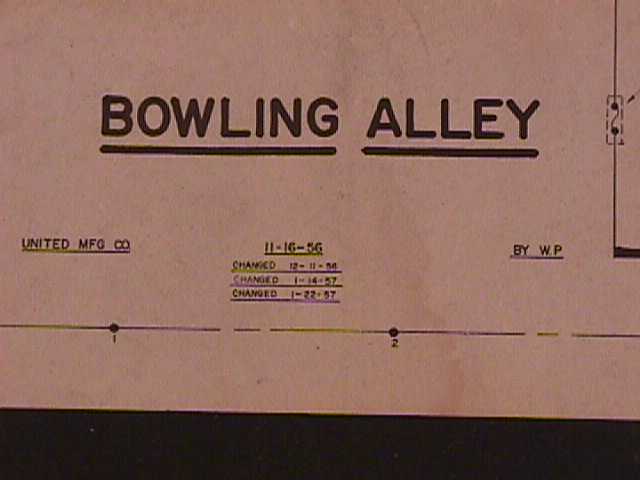 BOWLING ALLEY
UNITED MFG CO
11-16-56
CHANGED 12-11-56
CHANGED 1-14-57
CHANGED 1-22-57
BY W.P
1
2